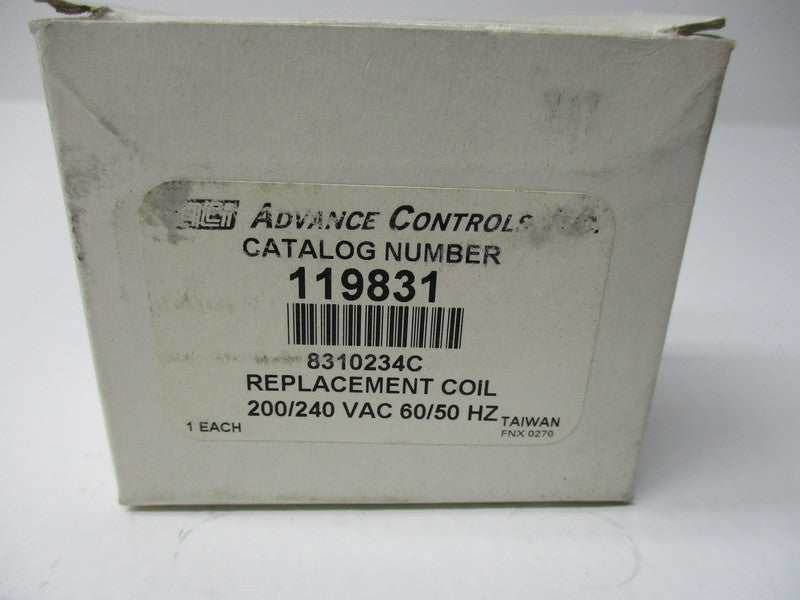 ACI ADVANCE CONTROLS,
CATALOG NUMBER
119831
8310234C
REPLACEMENT COIL
200/240 VAC 60/50 HZ
1 EACH
TAIWAN
FNX 0270